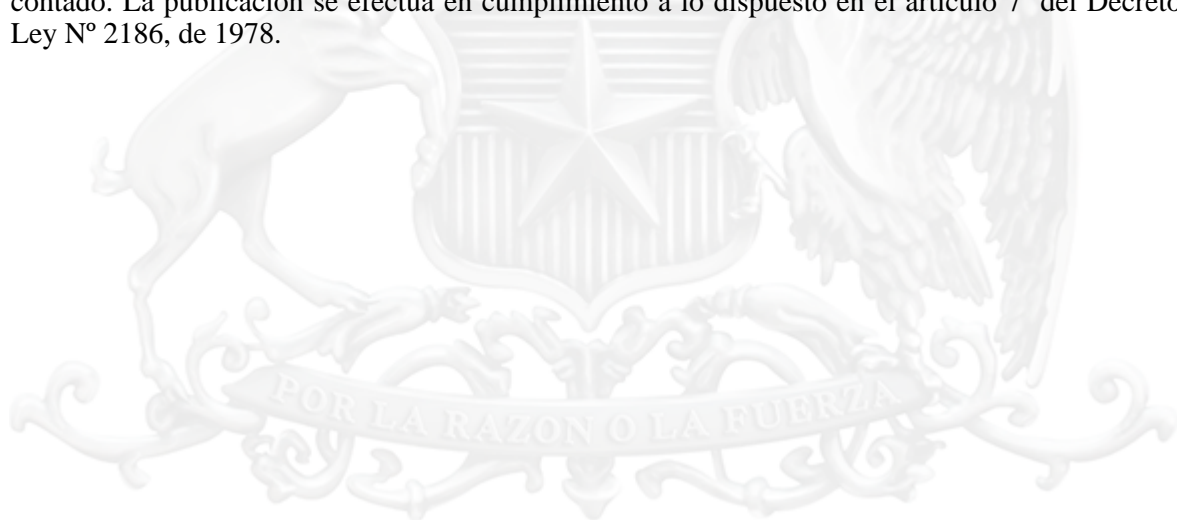 contado. La publicación se efectúa en cumplimiento a lo dispuesto en el artículo 7º del Decreto
Ley Nº 2186, de 1978.
POR LA RAZON O LA FUERZA